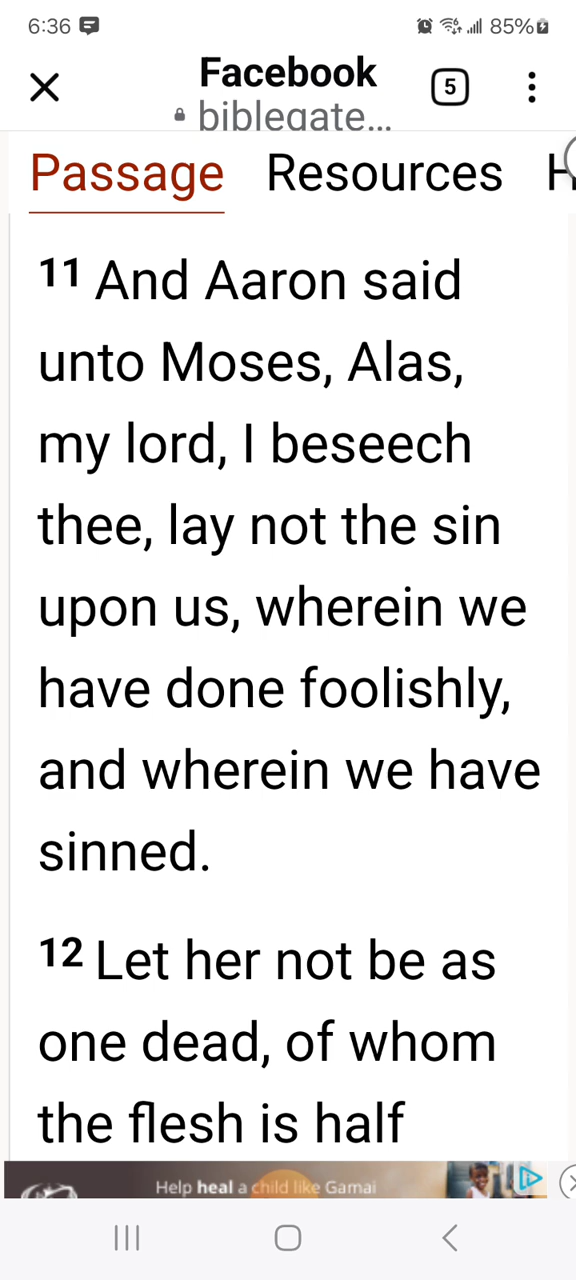 6:36 85%
Facebook
5
biblegate...
Passage Resources H
11 And Aaron said
unto Moses, Alas,
my lord, I beseech
thee, lay not the sin
upon us, wherein we
have done foolishly,
and wherein we have
sinned.
12 Let her not be as
one dead, of whom
the flesh is half
Help heal a child like Gamai